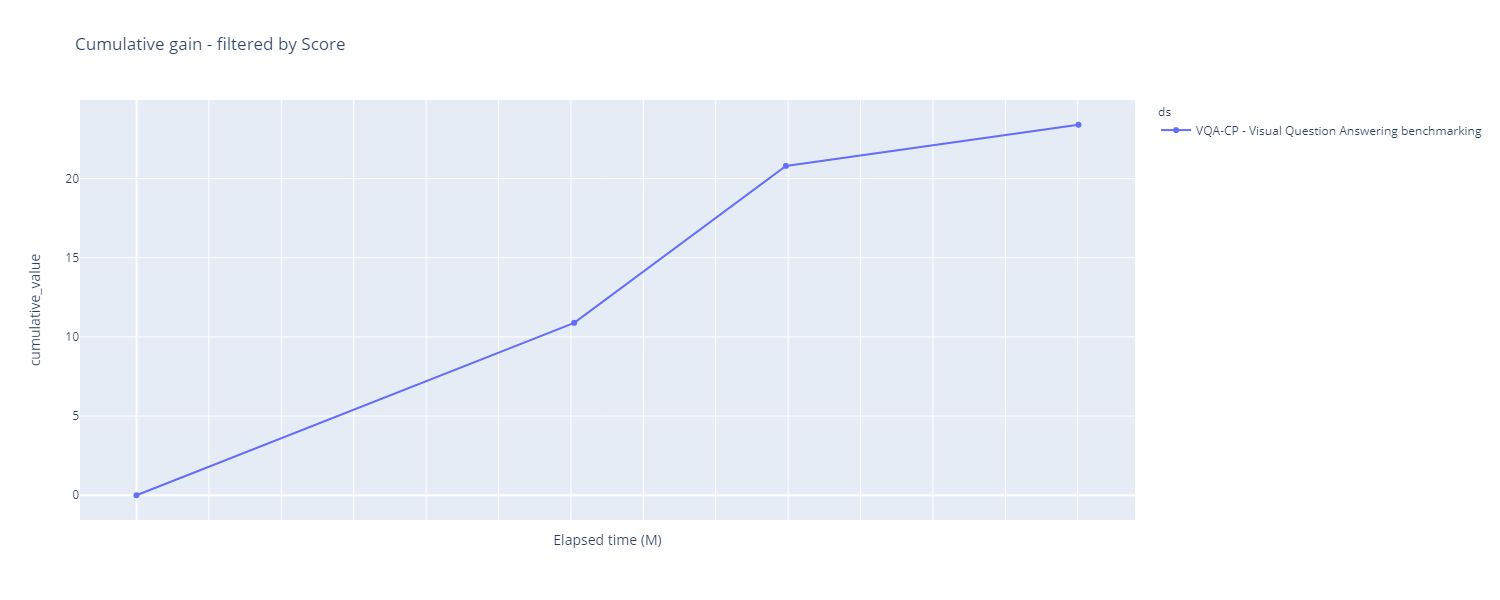 Cumulative gain - filtered by Score
ds
VQA-CP - Visual Question Answering benchmarking
20
15
10
5
0
cumulative_value
Elapsed time (M)